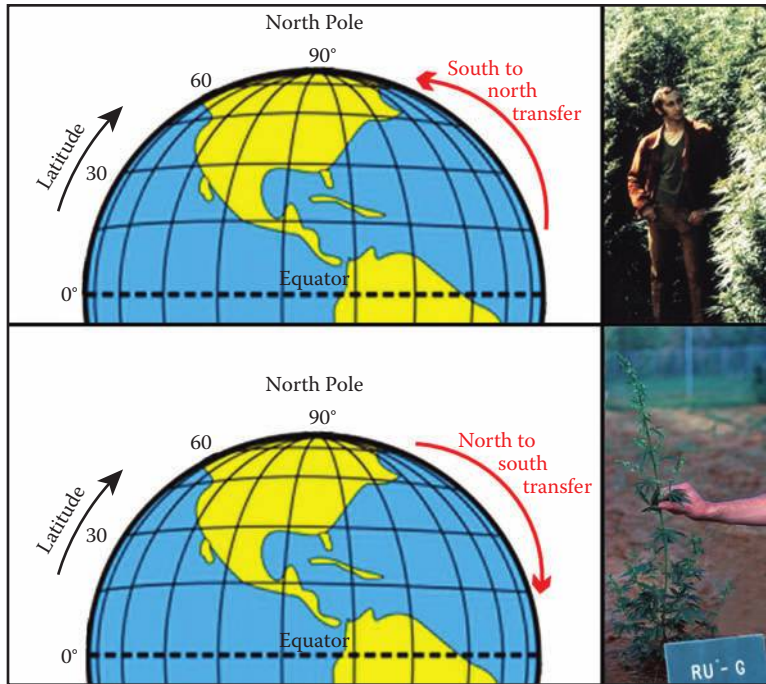 North Pole
90°
60
South to
north
transfer
Latitude
30
Equator
0°
North Pole
90°
60
North to
south
transfer
Latitude
30
Equator
0°
RU - G